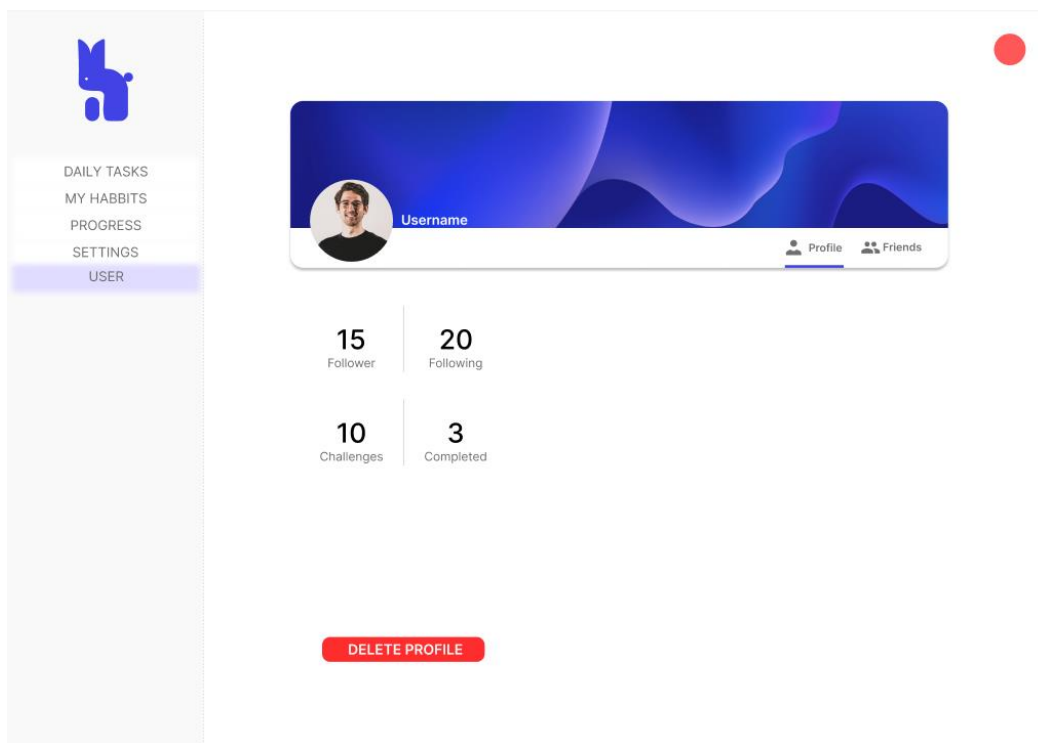 DAILY TASKS
MY HABBITS
PROGRESS
SETTINGS
USER
Username
Profile Friends
15 20
Follower Following
10 3
Challenges Completed
DELETE PROFILE